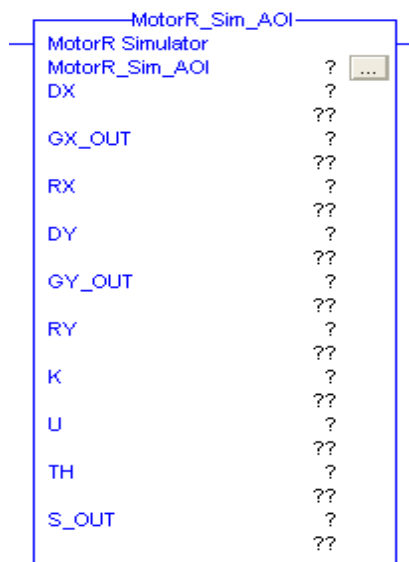 MotorR_Sim_AOI
MotorR Simulator
MotorR_Sim_AOI ? ...
DX ?
??
GX_OUT ?
??
RX ?
??
DY ?
??
GY_OUT ?
??
RY ?
??
K ?
??
U ?
??
TH ?
??
S_OUT ?
??